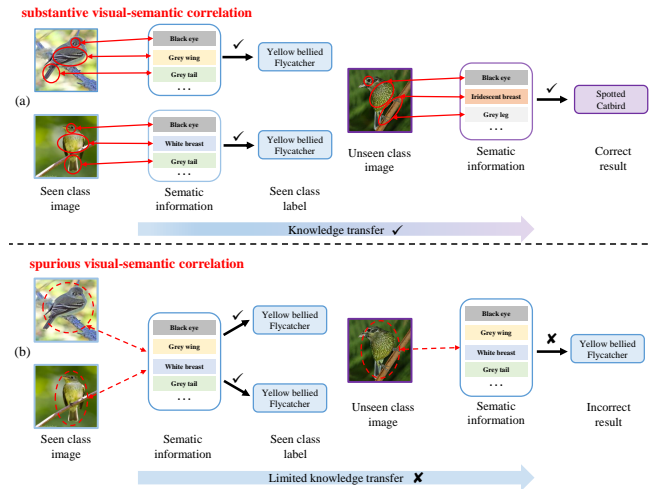 substantive visual-semantic correlation
(a)
Black eye
Grey wing
Grey tail
...
✓
Yellow bellied
Flycatcher
Black eye
White breast
Grey tail
...
✓
Yellow bellied
Flycatcher
Seen class
image
Sematic
information
Seen class
label
Black eye
Iridescent breast
Grey leg
...
✓
Spotted
Catbird
Unseen class
image
Sematic
information
Correct
result
Knowledge transfer ✓
spurious visual-semantic correlation
(b)
Black eye
Grey wing
White breast
Grey tail
...
✓
Yellow bellied
Flycatcher
✓
Yellow bellied
Flycatcher
Seen class
image
Sematic
information
Seen class
label
Black eye
Grey wing
White breast
Grey tail
...
✘
Yellow bellied
Flycatcher
Unseen class
image
Sematic
information
Incorrect
result
Limited knowledge transfer ✘